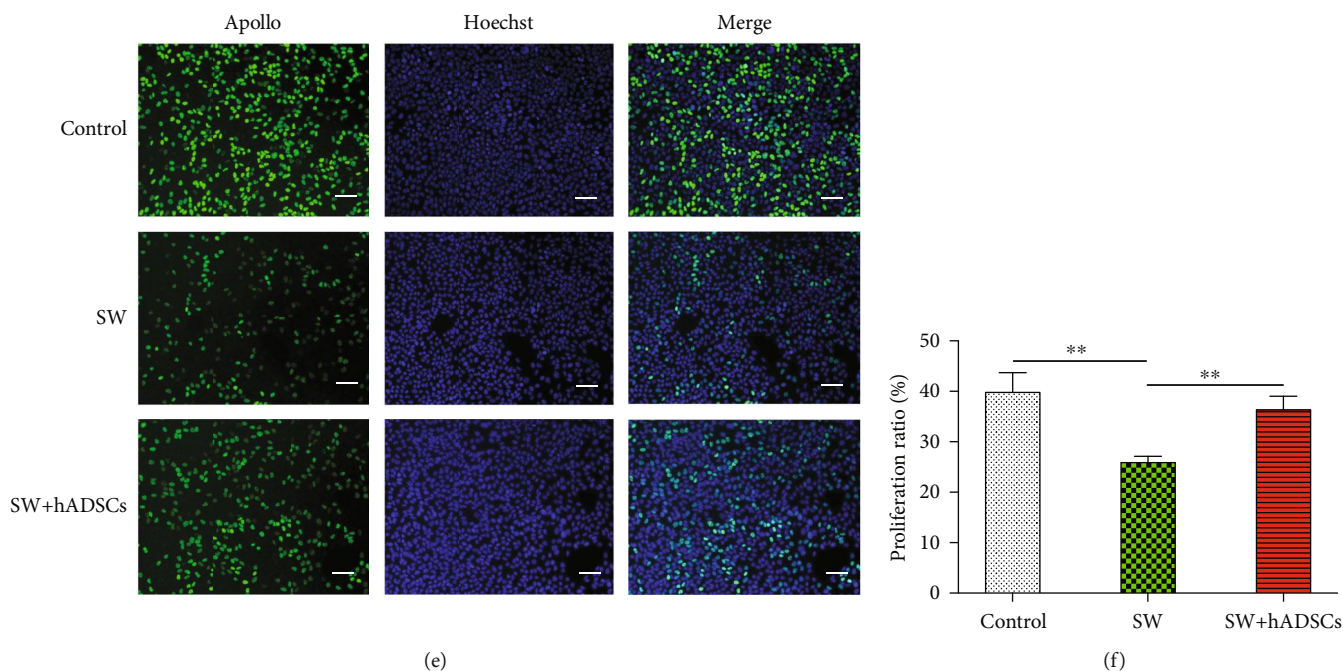 Apollo Hoechst Merge
Control
SW
SW+hADSCs
(e)
Proliferation ratio (%)
50
40
30
20
10
0
**
**
Control SW SW+hADSCs
(f)